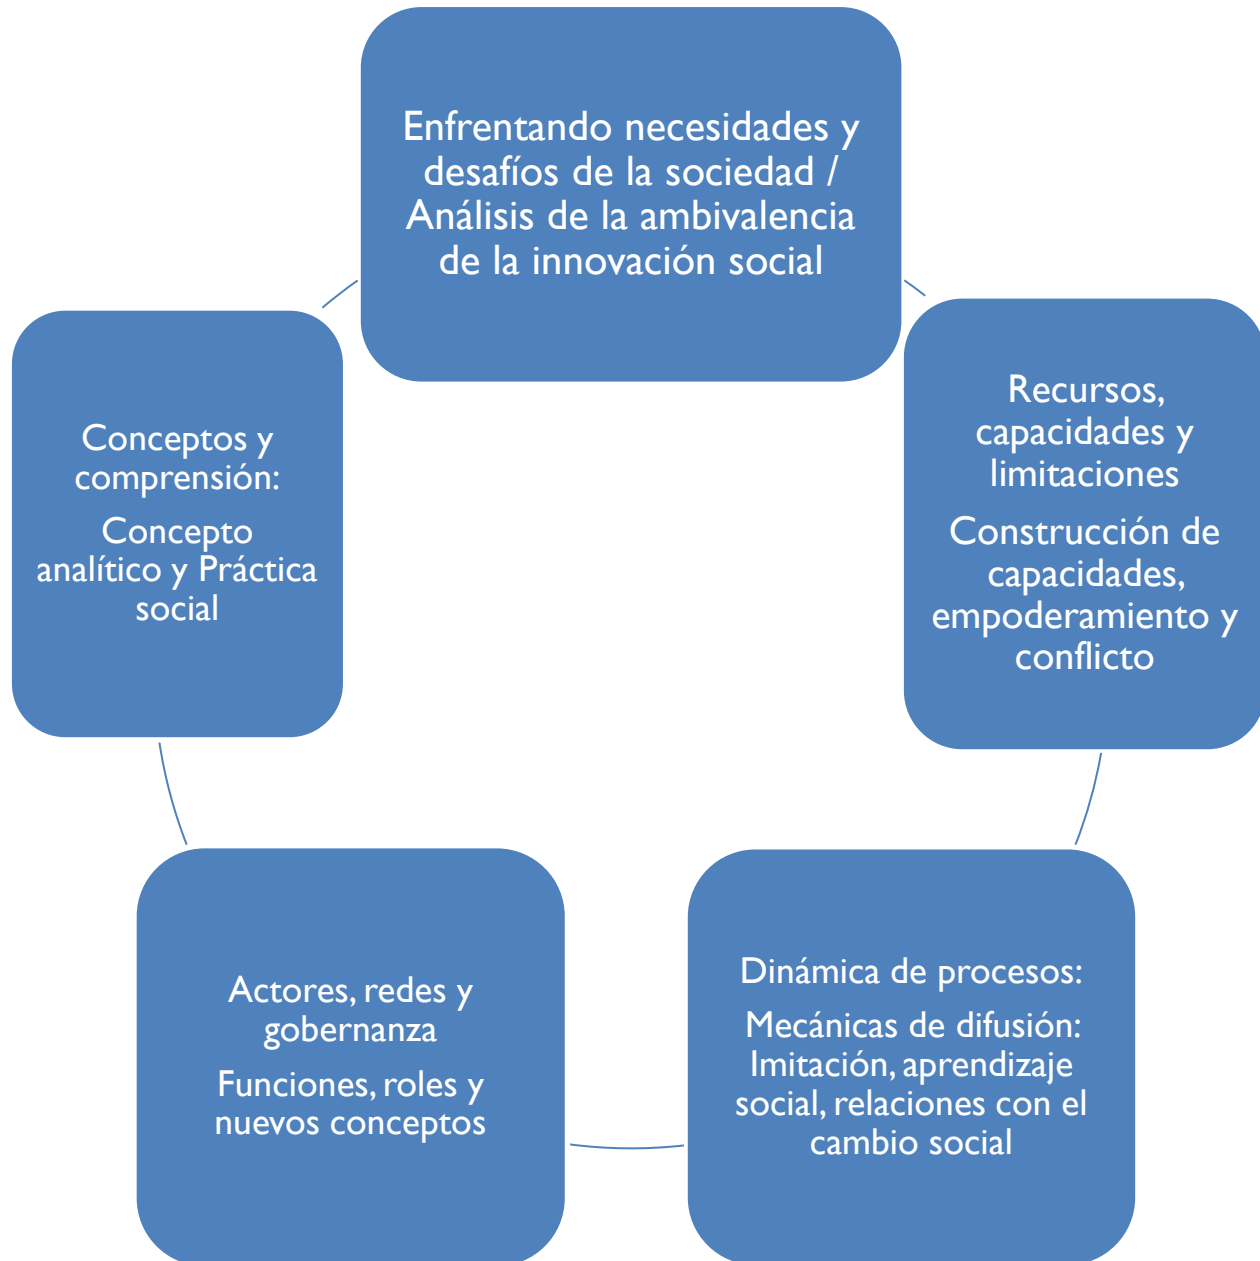 Enfrentando necesidades y
desafíos de la sociedad /
Análisis de la ambivalencia
de la innovación social
Recursos,
capacidades y
limitaciones
Construcción de
capacidades,
empoderamiento y
conflicto
Dinámica de procesos:
Mecánicas de difusión:
Imitación, aprendizaje
social, relaciones con el
cambio social
Actores, redes y
gobernanza
Funciones, roles y
nuevos conceptos
Conceptos y
comprensión:
Concepto
analítico y Práctica
social